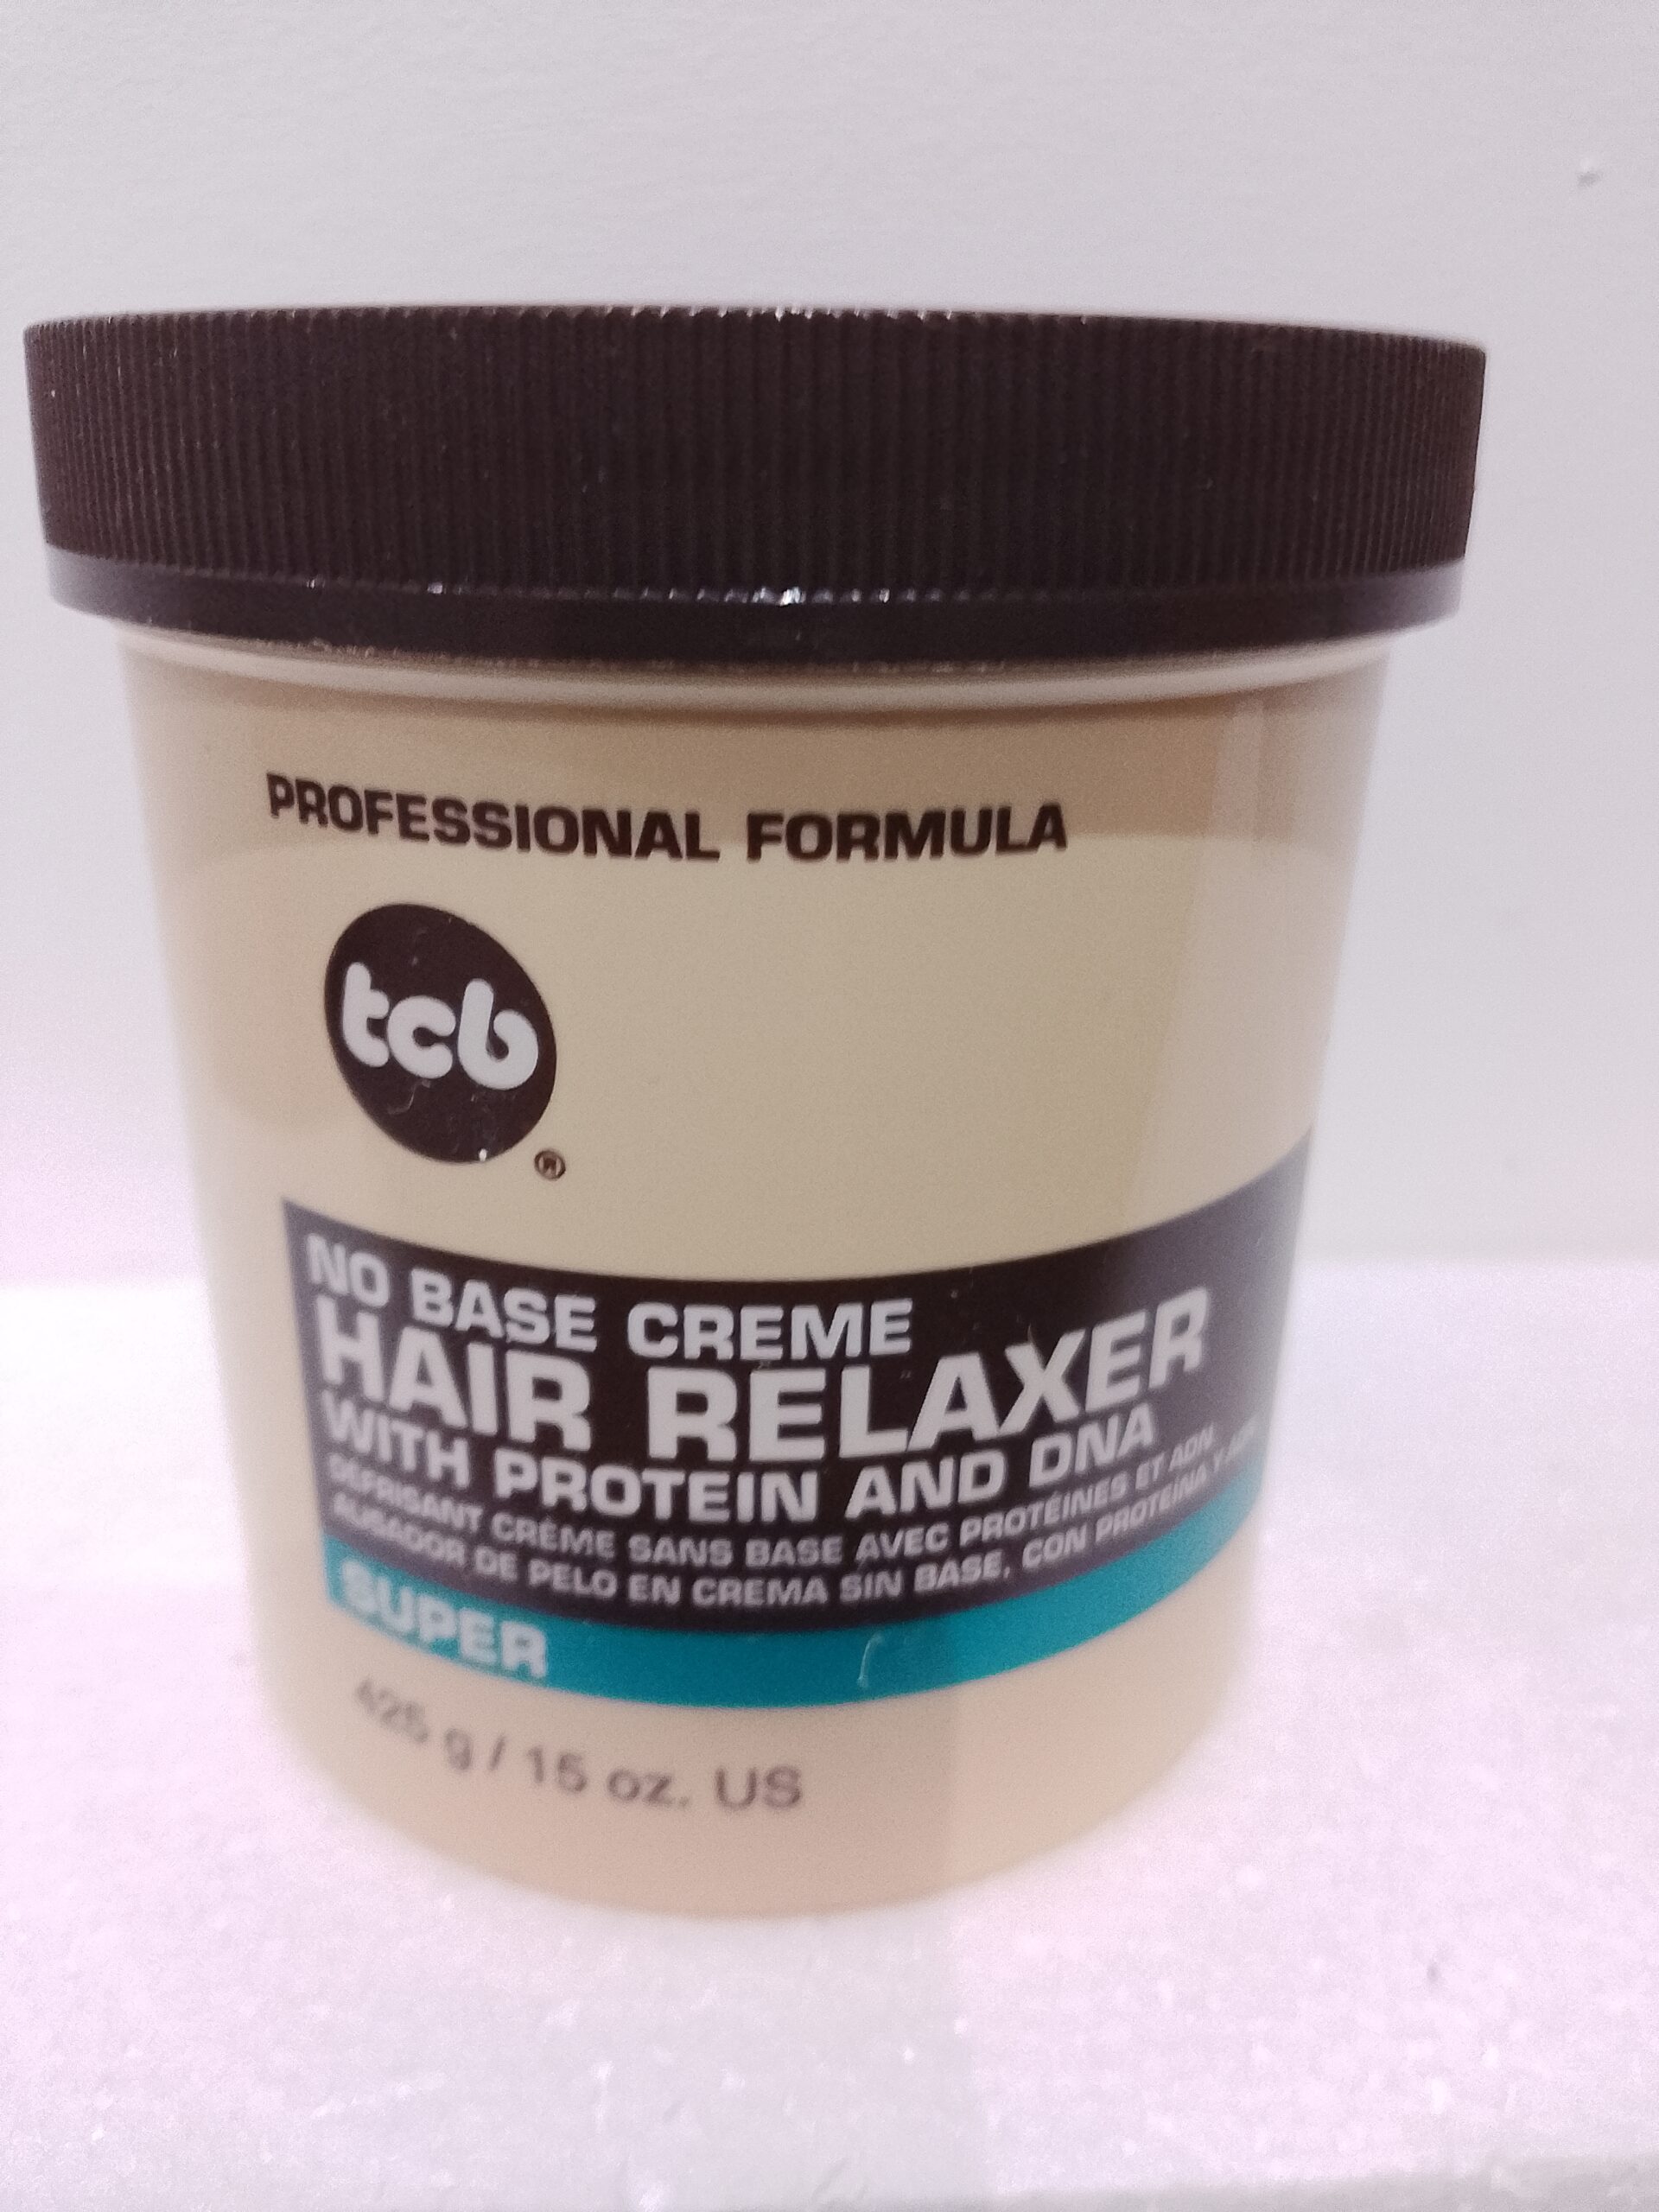 PROFESSIONAL FORMULA
tcb
®
NO BASE CREME
HAIR RELAXER
WITH PROTEIN AND DNA
DÉFRISANT CRÈME SANS BASE AVEC PROTÉINES ET ADN
ALISADOR DE PELO EN CREMA SIN BASE, CON PROTEÍNA Y ADN
SUPER
425 g / 15 oz. US